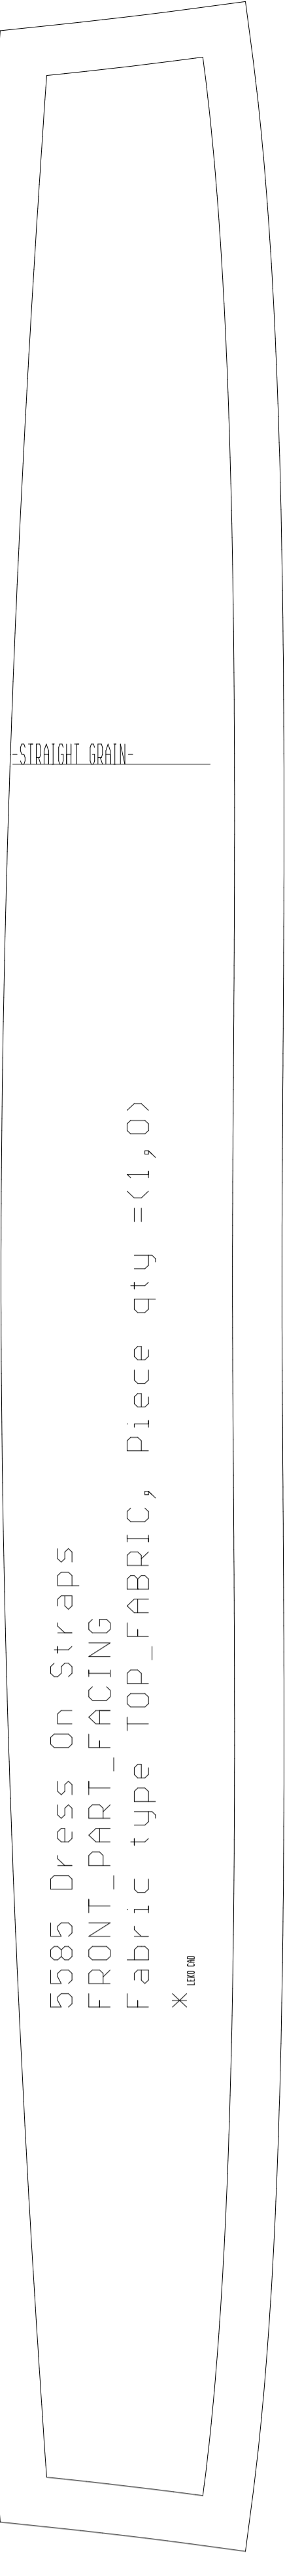 -STRAIGHT GRAIN-
5585 Dress On Straps
FRONT_PART_FACING
Fabric type TOP_FABRIC, Piece qty =(1,0)
* LEKO CAD